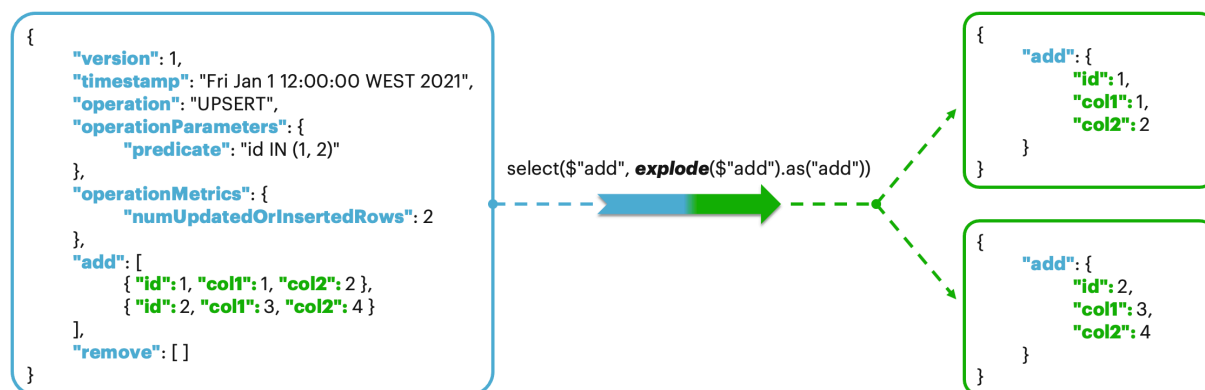 {
"version": 1,
"timestamp": "Fri Jan 1 12:00:00 WEST 2021",
"operation": "UPSERT",
"operationParameters": {
"predicate": "id IN (1, 2)"
},
"operationMetrics": {
"numUpdatedOrInsertedRows": 2
},
"add": [
{ "id": 1, "col1": 1, "col2": 2 },
{ "id": 2, "col1": 3, "col2": 4 }
],
"remove": [ ]
}
select($"add", explode($"add").as("add"))
{
"add": {
"id": 1,
"col1": 1,
"col2": 2
}
}
{
"add": {
"id": 2,
"col1": 3,
"col2": 4
}
}